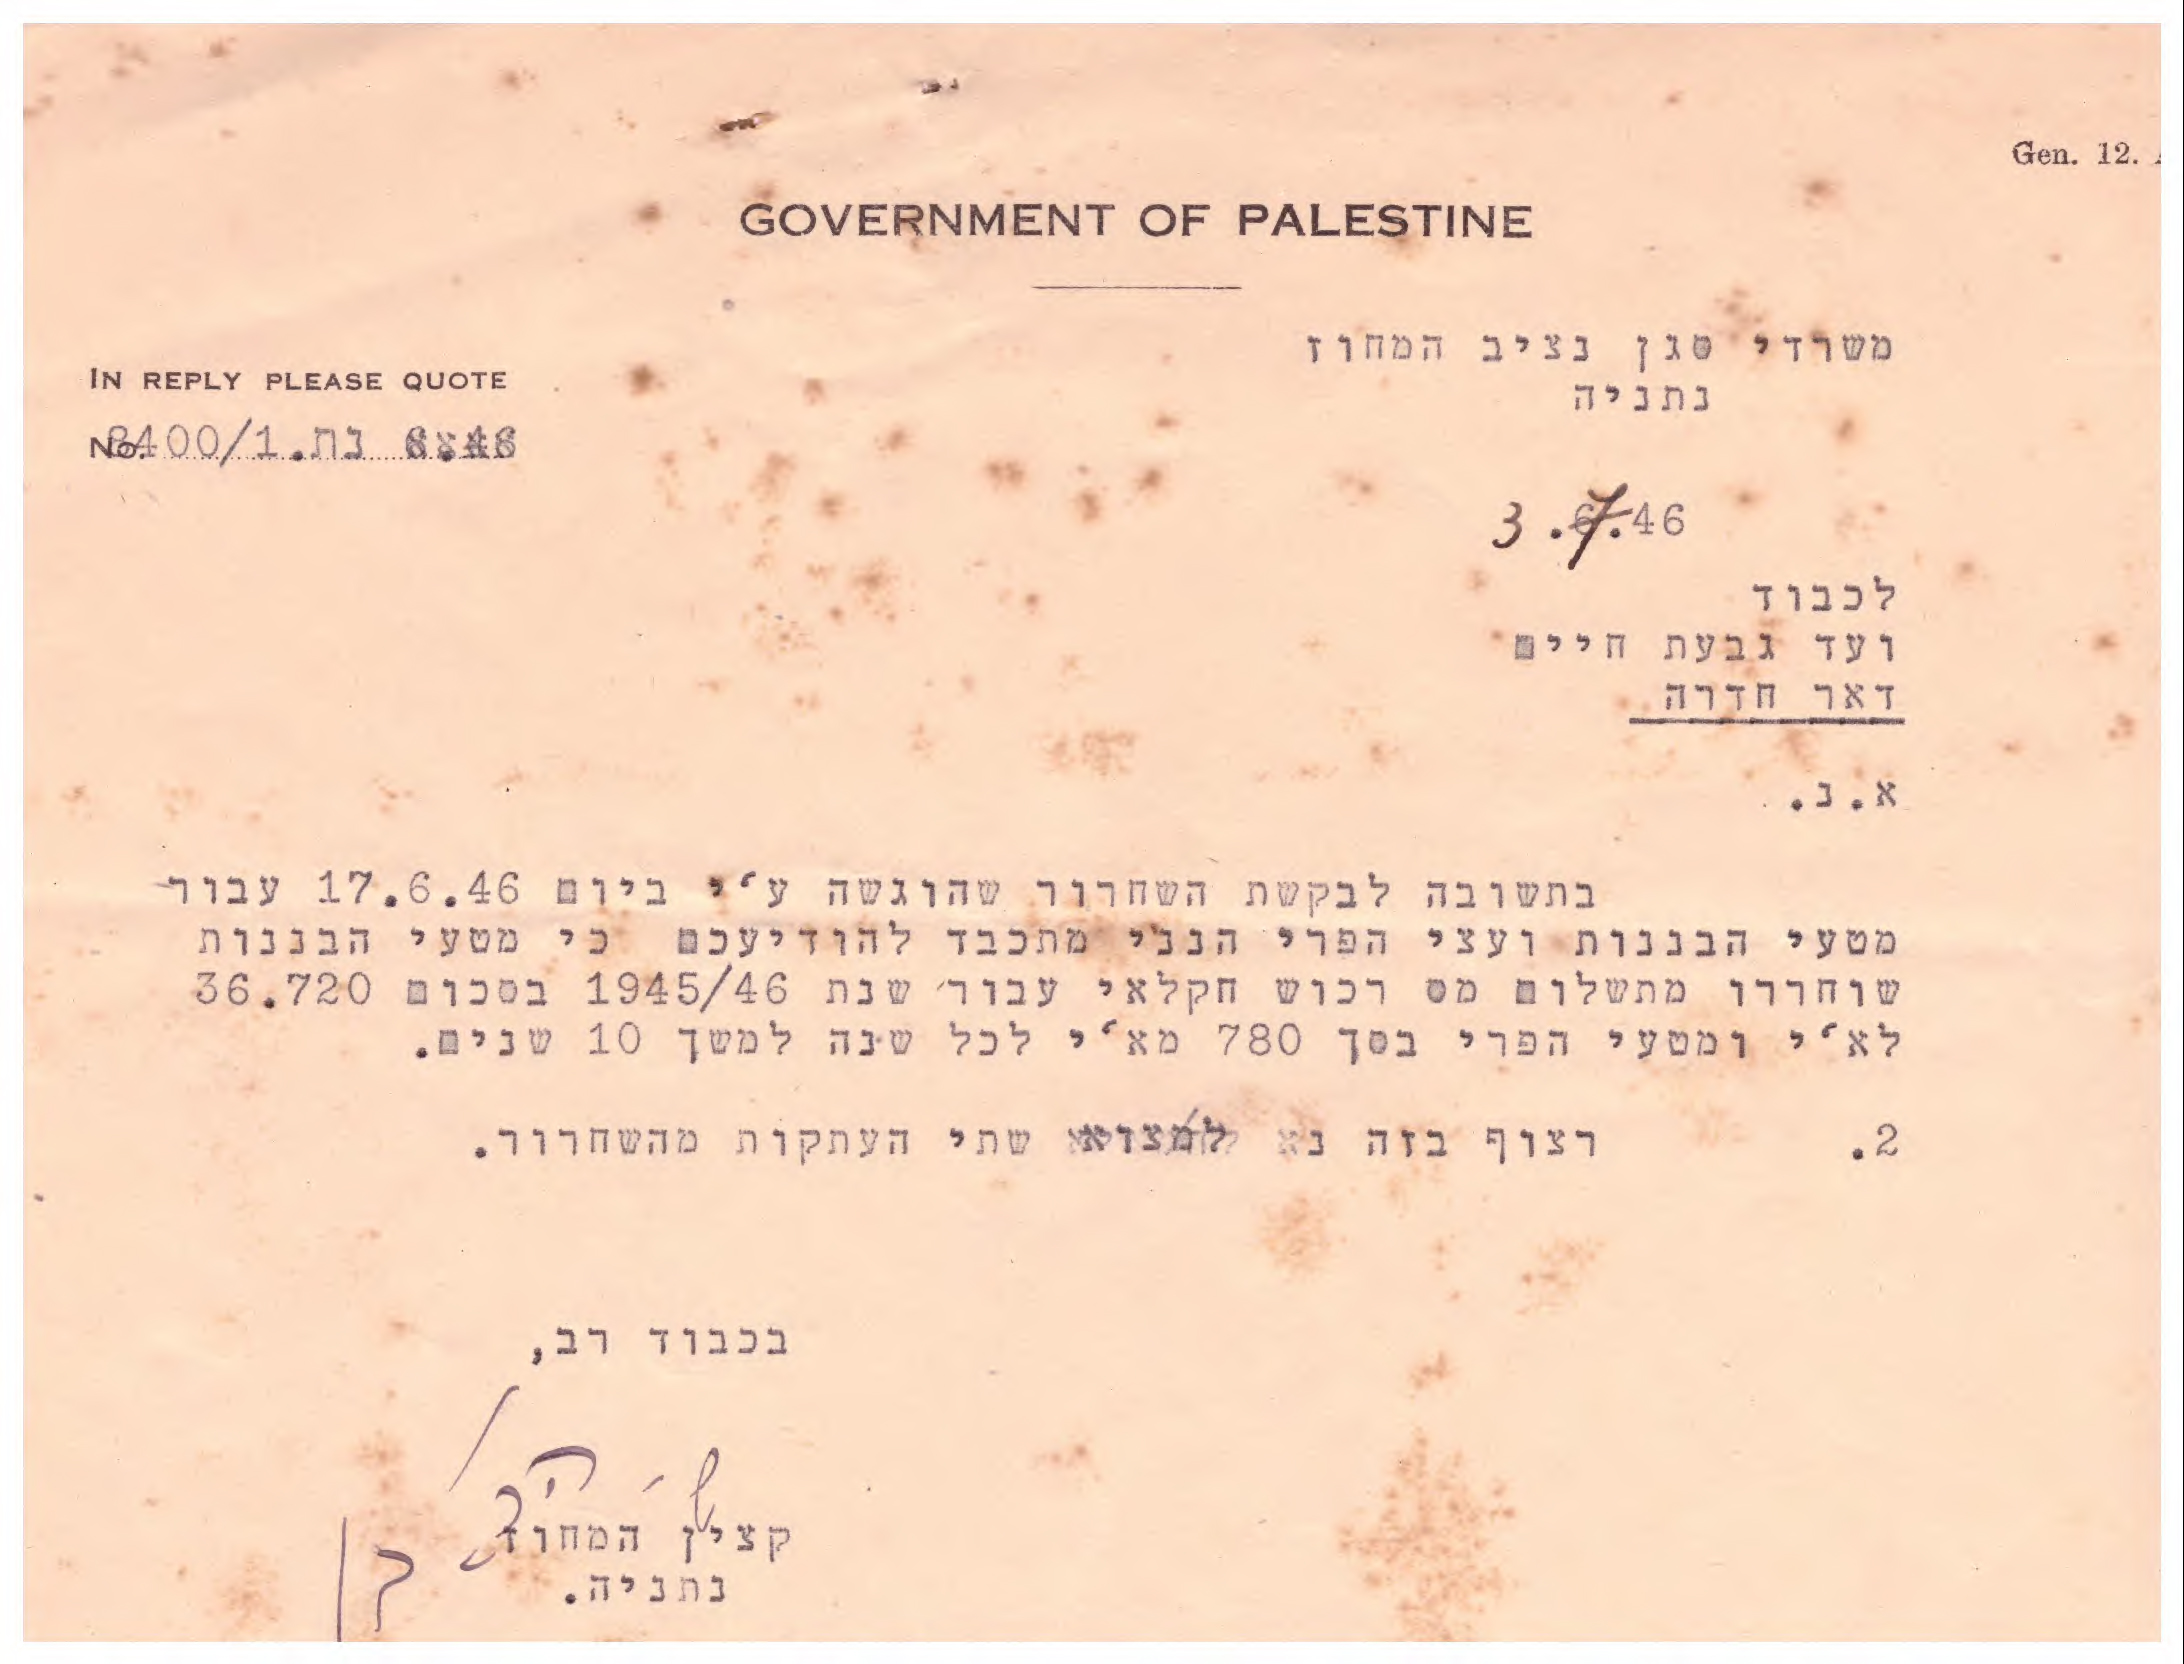 Gen. 12.
GOVERNMENT OF PALESTINE
משרדי סגן נציב המחוז
נתניה
IN REPLY PLEASE QUOTE
No. 400/1.נת
3.7.46
לכבוד
ועד גבעת חיים
דאר חדרה
א.נ.
בתשובה לבקשת השחרור שהוגשה ע"י ביום 17.6.46 עבור
מטעי הבננות ועצי הפרי הנני מתכבד להודיעכם כי מטעי הבננות
שוחררו מתשלום מס רכוש חקלאי עבור שנת 1945/46 בסכום 36.720
לא"י ומטעי הפרי בסך 780 מא"י לכל שנה למשך 10 שנים.
2. רצוף בזה נא למצוא שתי העתקות מהשחרור.
בכבוד רב,
קצין המחוז
נתניה.